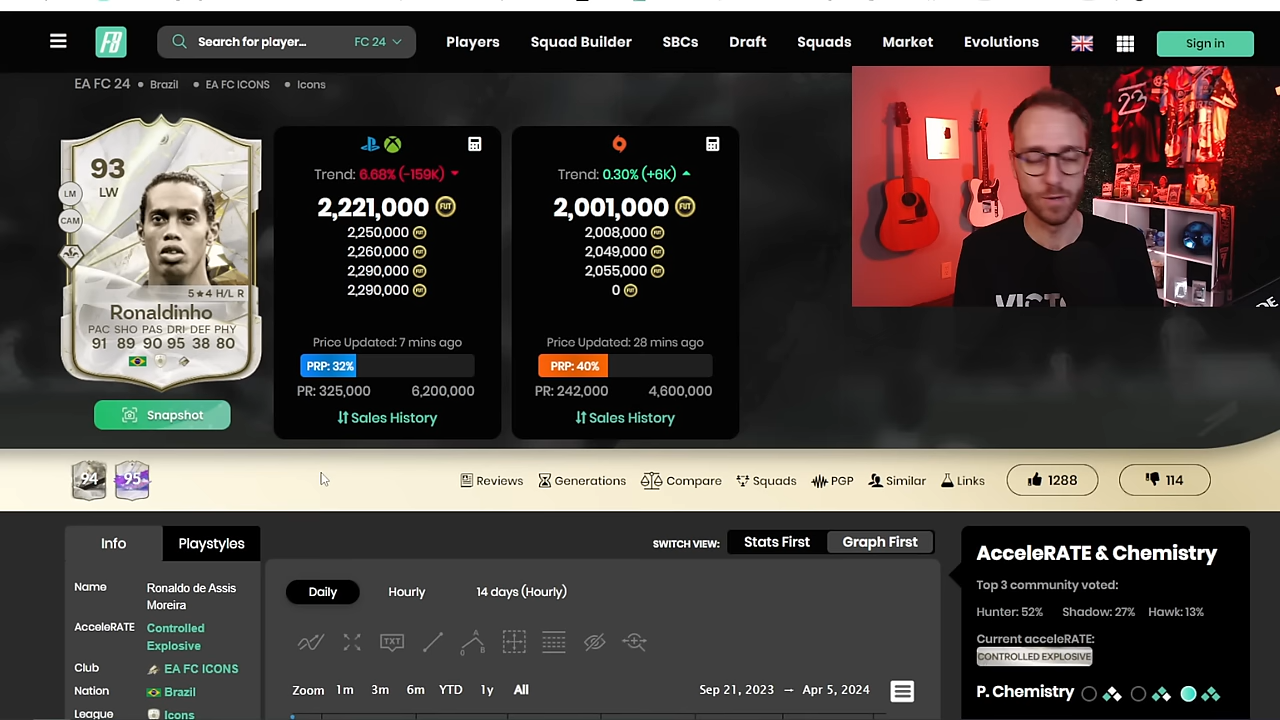 FB
Search for player...
FC 24
Players
Squad Builder
SBCs
Draft
Squads
Market
Evolutions
Sign in
EA FC 24
Brazil
EA FC ICONS
Icons
93
LW
LM
CAM
5★4 H/L R
Ronaldinho
PAC SHO PAS DRI DEF PHY
91 89 90 95 38 80
Snapshot
Trend: 6.68% (-159K)
2,221,000
FUT
2,250,000
2,260,000
2,290,000
2,290,000
Price Updated: 7 mins ago
PRP: 32%
PR: 325,000
6,200,000
Sales History
Trend: 0.30% (+6K)
2,001,000
FUT
2,008,000
2,049,000
2,055,000
0
Price Updated: 28 mins ago
PRP: 40%
PR: 242,000
4,600,000
Sales History
23
94
95
Reviews
Generations
Compare
Squads
PGP
Similar
Links
1288
114
Info
Playstyles
SWITCH VIEW:
Stats First
Graph First
Name
Ronaldo de Assis
Moreira
AcceleRATE
Controlled
Explosive
Club
EA FC ICONS
Nation
Brazil
League
Icons
Daily
Hourly
14 days (Hourly)
TXT
Zoom
1m
3m
6m
YTD
1y
All
Sep 21, 2023 → Apr 5, 2024
AcceleRATE & Chemistry
Top 3 community voted:
Hunter: 52%
Shadow: 27%
Hawk: 13%
Current acceleRATE:
CONTROLLED EXPLOSIVE
P. Chemistry